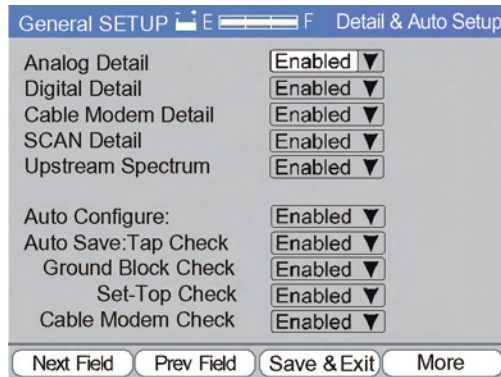 General SETUP E F Detail & Auto Setup
Analog Detail Enabled
Digital Detail Enabled
Cable Modem Detail Enabled
SCAN Detail Enabled
Upstream Spectrum Enabled
Auto Configure: Enabled
Auto Save:Tap Check Enabled
Ground Block Check Enabled
Set-Top Check Enabled
Cable Modem Check Enabled
Next Field Prev Field Save & Exit More